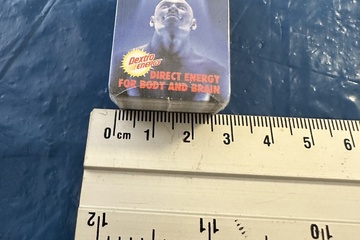 Dextro
energy
DIRECT ENERGY
FOR BODY AND BRAIN
0 cm 1 2 3 4 5 6
12 11 10